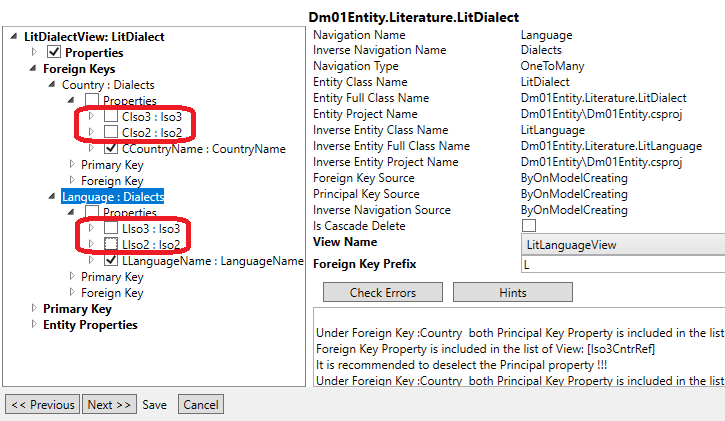 LitDialectView: LitDialect
Properties
Foreign Keys
Country : Dialects
Properties
CIso3 : Iso3
CIso2 : Iso2
CCountryName : CountryName
Primary Key
Foreign Key
Language : Dialects
Properties
LIso3 : Iso3
LIso2 : Iso2
LLanguageName : LanguageName
Primary Key
Foreign Key
Primary Key
Entity Properties
Dm01Entity.Literature.LitDialect
Navigation Name Language
Inverse Navigation Name Dialects
Navigation Type OneToMany
Entity Class Name LitDialect
Entity Full Class Name Dm01Entity.Literature.LitDialect
Entity Project Name Dm01Entity\Dm01Entity.csproj
Inverse Entity Class Name LitLanguage
Inverse Entity Full Class Name Dm01Entity.Literature.LitLanguage
Inverse Entity Project Name Dm01Entity\Dm01Entity.csproj
Foreign Key Source ByOnModelCreating
Principal Key Source ByOnModelCreating
Inverse Navigation Source ByOnModelCreating
Is Cascade Delete
View Name LitLanguageView
Foreign Key Prefix L
Check Errors Hints
Under Foreign Key :Country both Principal Key Property is included in the list
Foreign Key Property is included in the list of View: [Iso3CntrRef]
It is recommended to deselect the Principal property !!!
Under Foreign Key :Country both Principal Key Property is included in the list
<< Previous Next >> Save Cancel